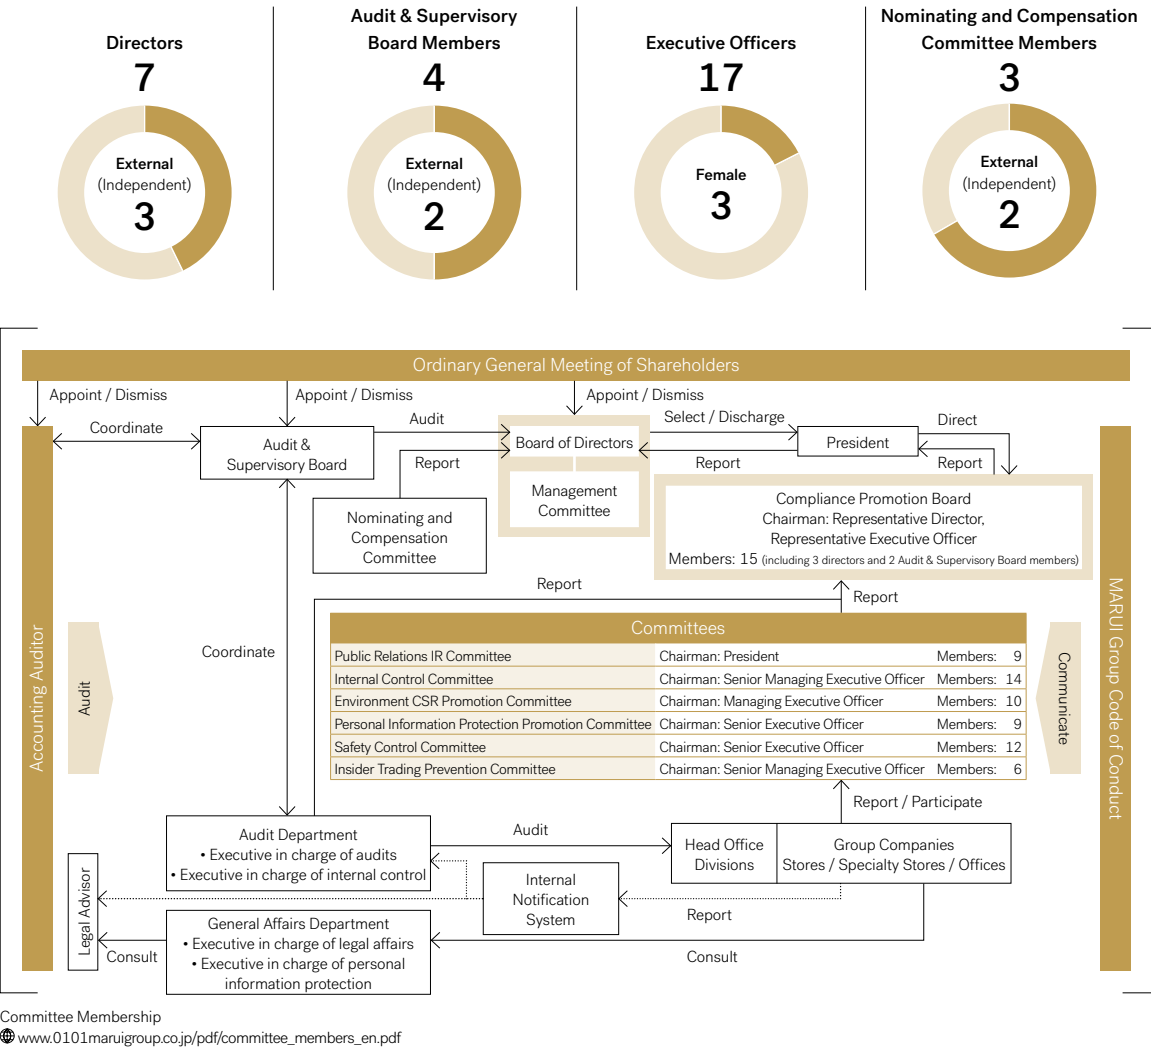 Directors
7
External
(Independent)
3
Audit & Supervisory
Board Members
4
External
(Independent)
2
Executive Officers
17
Female
3
Nominating and Compensation
Committee Members
3
External
(Independent)
2
Ordinary General Meeting of Shareholders
Appoint / Dismiss
Appoint / Dismiss
Appoint / Dismiss
Coordinate
Audit &
Supervisory Board
Audit
Report
Board of Directors
Management
Committee
Select / Discharge
Report
President
Direct
Report
Nominating and
Compensation
Committee
Compliance Promotion Board
Chairman: Representative Director,
Representative Executive Officer
Members: 15 (including 3 directors and 2 Audit & Supervisory Board members)
Report
Report
Accounting Auditor
Audit
Coordinate
Committees
Public Relations IR Committee Chairman: President Members: 9
Internal Control Committee Chairman: Senior Managing Executive Officer Members: 14
Environment CSR Promotion Committee Chairman: Managing Executive Officer Members: 10
Personal Information Protection Promotion Committee Chairman: Senior Executive Officer Members: 9
Safety Control Committee Chairman: Senior Executive Officer Members: 12
Insider Trading Prevention Committee Chairman: Senior Managing Executive Officer Members: 6
Communicate
MARUI Group Code of Conduct
Report / Participate
Audit Department
• Executive in charge of audits
• Executive in charge of internal control
Audit
Head Office
Divisions
Group Companies
Stores / Specialty Stores / Offices
Internal
Notification
System
Report
Legal Advisor
Consult
General Affairs Department
• Executive in charge of legal affairs
• Executive in charge of personal
information protection
Consult
Committee Membership
www.0101maruigroup.co.jp/pdf/committee_members_en.pdf